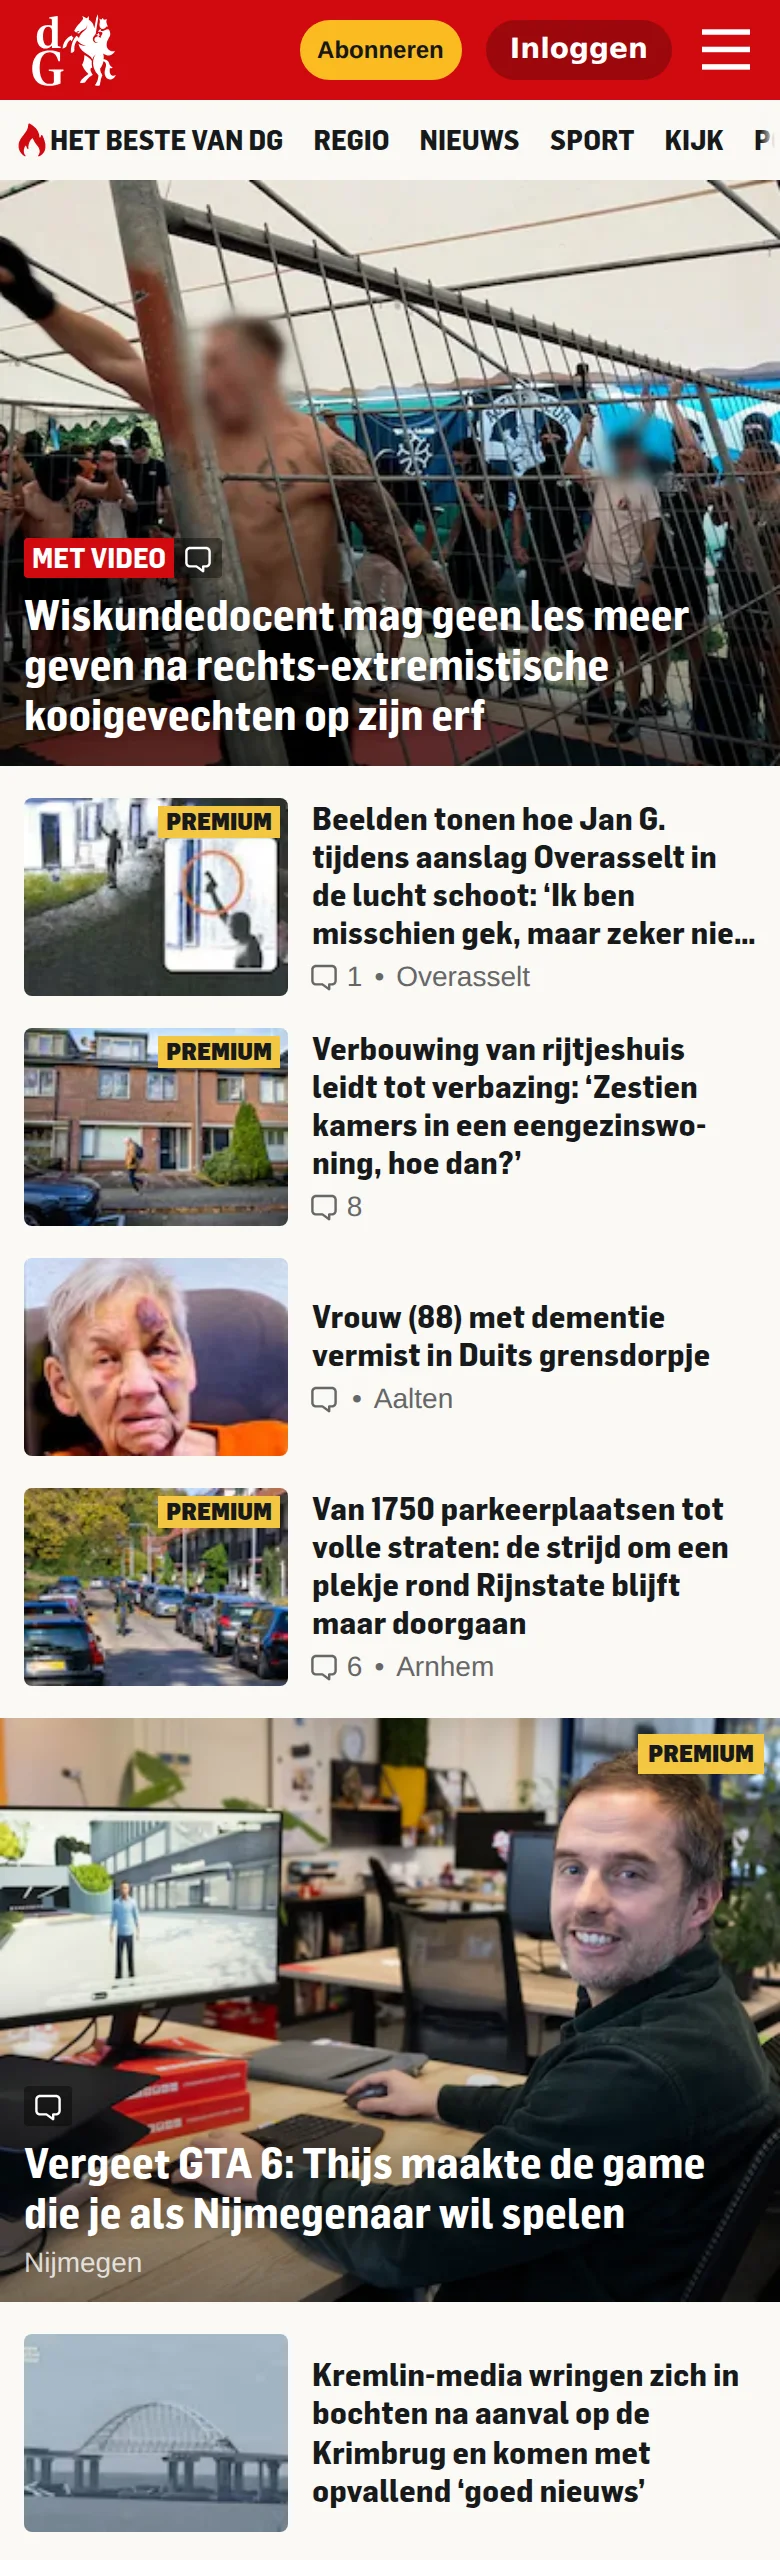 dG
Abonneren
Inloggen
HET BESTE VAN DG
REGIO
NIEUWS
SPORT
KIJK
MET VIDEO
Wiskundedocent mag geen les meer
geven na rechts-extremistische
kooigevechten op zijn erf
PREMIUM
Beelden tonen hoe Jan G.
tijdens aanslag Overasselt in
de lucht schoot: ‘Ik ben
misschien gek, maar zeker nie...
1 • Overasselt
PREMIUM
Verbouwing van rijtjeshuis
leidt tot verbazing: ‘Zestien
kamers in een eengezinswo-
ning, hoe dan?’
8
Vrouw (88) met dementie
vermist in Duits grensdorpje
• Aalten
PREMIUM
Van 1750 parkeerplaatsen tot
volle straten: de strijd om een
plekje rond Rijnstate blijft
maar doorgaan
6 • Arnhem
PREMIUM
Vergeet GTA 6: Thijs maakte de game
die je als Nijmegenaar wil spelen
Nijmegen
Kremlin-media wringen zich in
bochten na aanval op de
Krimbrug en komen met
opvallend ‘goed nieuws’